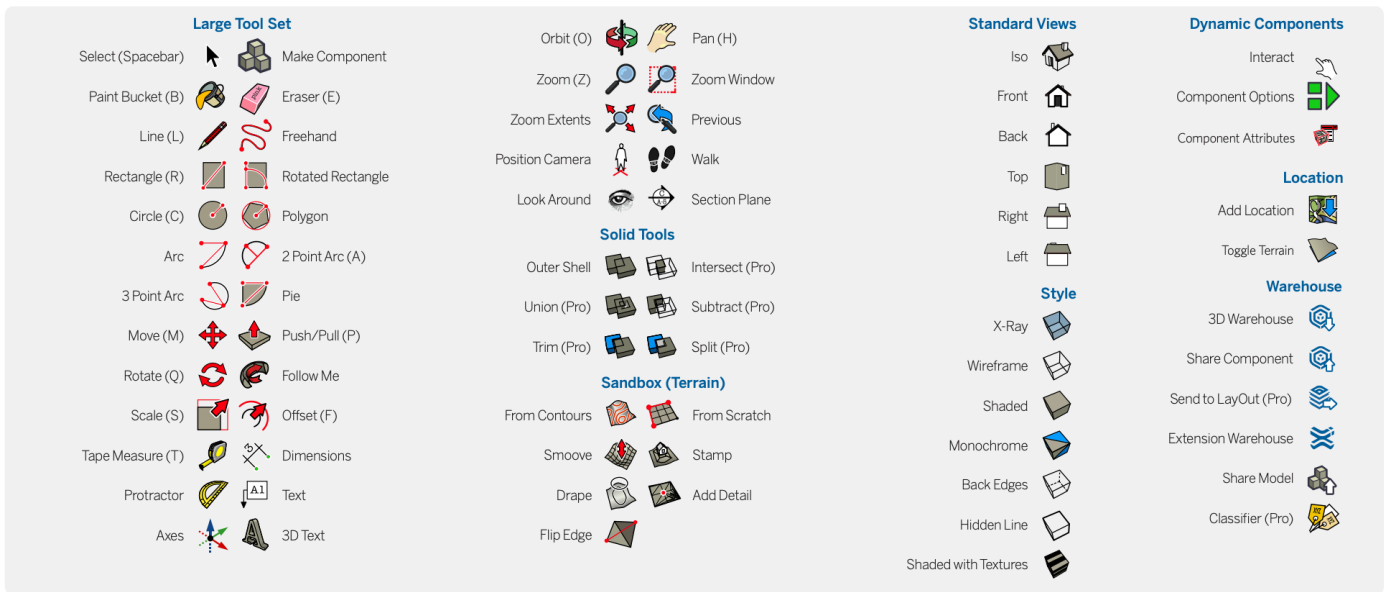 Large Tool Set
Select (Spacebar) Make Component
Paint Bucket (B) Eraser (E)
Line (L) Freehand
Rectangle (R) Rotated Rectangle
Circle (C) Polygon
Arc 2 Point Arc (A)
3 Point Arc Pie
Move (M) Push/Pull (P)
Rotate (Q) Follow Me
Scale (S) Offset (F)
Tape Measure (T) 3 Dimensions
Protractor A1 Text
Axes A 3D Text
Orbit (O) Pan (H)
Zoom (Z) Zoom Window
Zoom Extents Previous
Position Camera Walk
Look Around Section Plane
Solid Tools
Outer Shell Intersect (Pro)
Union (Pro) Subtract (Pro)
Trim (Pro) Split (Pro)
Sandbox (Terrain)
From Contours From Scratch
Smoove Stamp
Drape Add Detail
Flip Edge
Standard Views
Iso
Front
Back
Top
Right
Left
Style
X-Ray
Wireframe
Shaded
Monochrome
Back Edges
Hidden Line
Shaded with Textures
Dynamic Components
Interact
Component Options
Component Attributes
Location
Add Location
Toggle Terrain
Warehouse
3D Warehouse
Share Component
Send to LayOut (Pro)
Extension Warehouse
Share Model
Classifier (Pro)